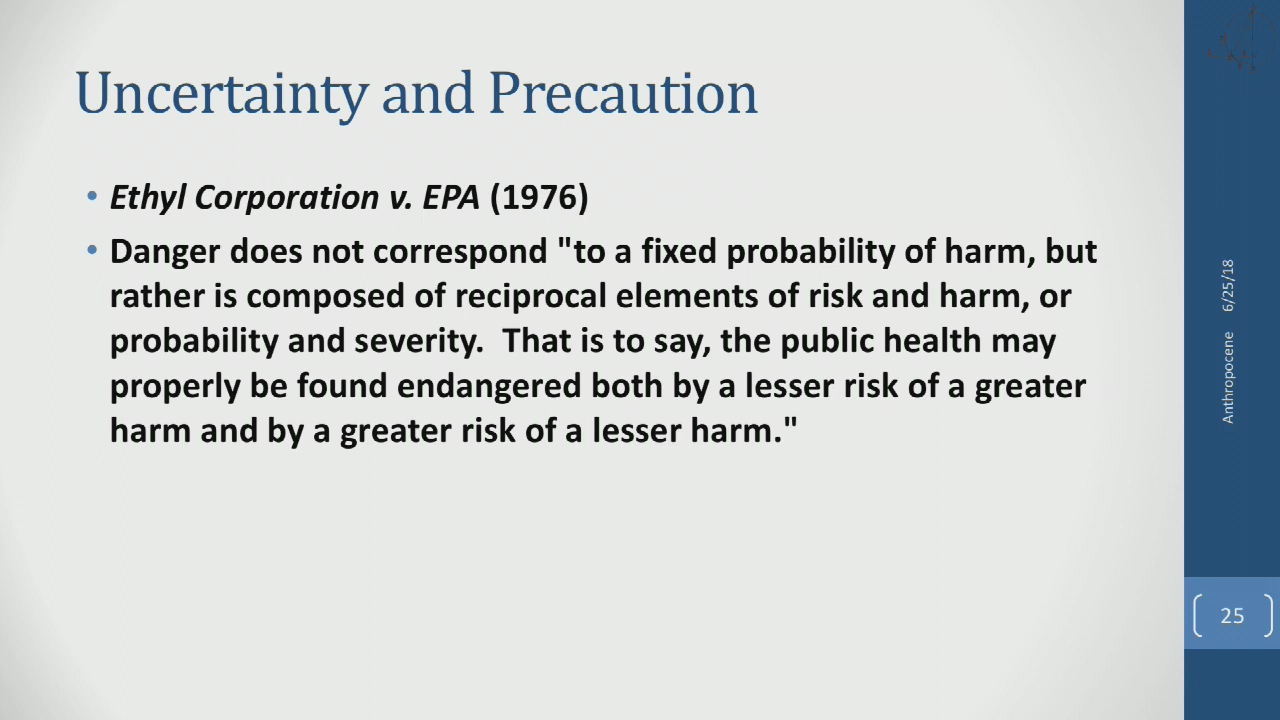 Uncertainty and Precaution
• Ethyl Corporation v. EPA (1976)
• Danger does not correspond "to a fixed probability of harm, but
rather is composed of reciprocal elements of risk and harm, or
probability and severity.  That is to say, the public health may
properly be found endangered both by a lesser risk of a greater
harm and by a greater risk of a lesser harm."
Anthropocene 6/25/18
25